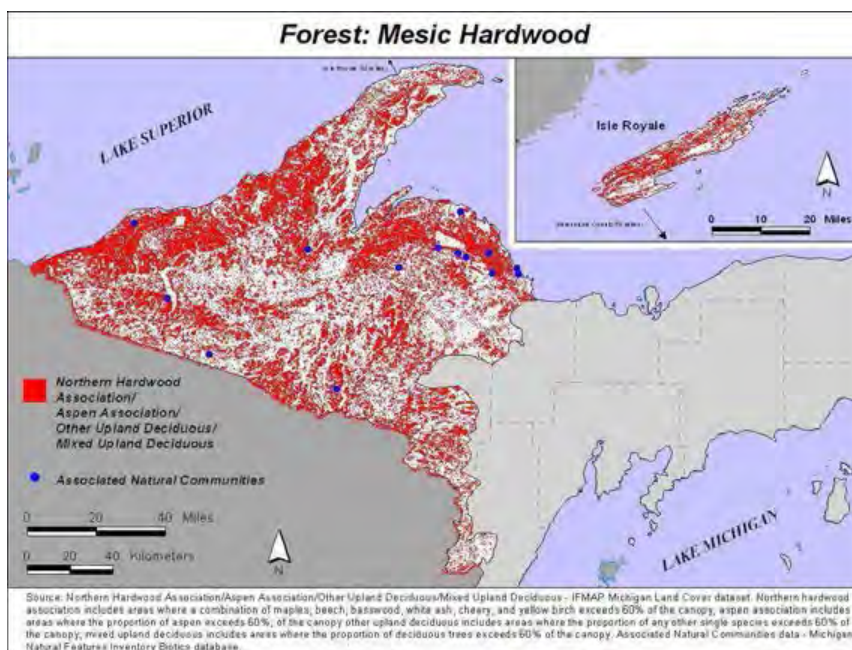 Forest: Mesic Hardwood
LAKE SUPERIOR
Isle Royale
N
0 10 20 Miles
Northern Hardwood
Association/
Aspen Association/
Other Upland Deciduous/
Mixed Upland Deciduous
Associated Natural Communities
0 20 40 Miles
0 20 40 Kilometers
N
LAKE MICHIGAN
Source: Northern Hardwood Association/Aspen Association/Other Upland Deciduous/Mixed Upland Deciduous - IFMAP Michigan Land Cover dataset. Northern hardwood
association includes areas where a combination of maples, beech, basswood, white ash, cherry, and yellow birch exceeds 60% of the canopy, aspen association includes
areas where the proportion of aspen exceeds 60%, of the canopy other upland deciduous includes areas where the proportion of any other single species exceeds 60% of
the canopy, mixed upland deciduous includes areas where the proportion of deciduous trees exceeds 60% of the canopy. Associated Natural Communities data - Michigan
Natural Features Inventory Biotics database.